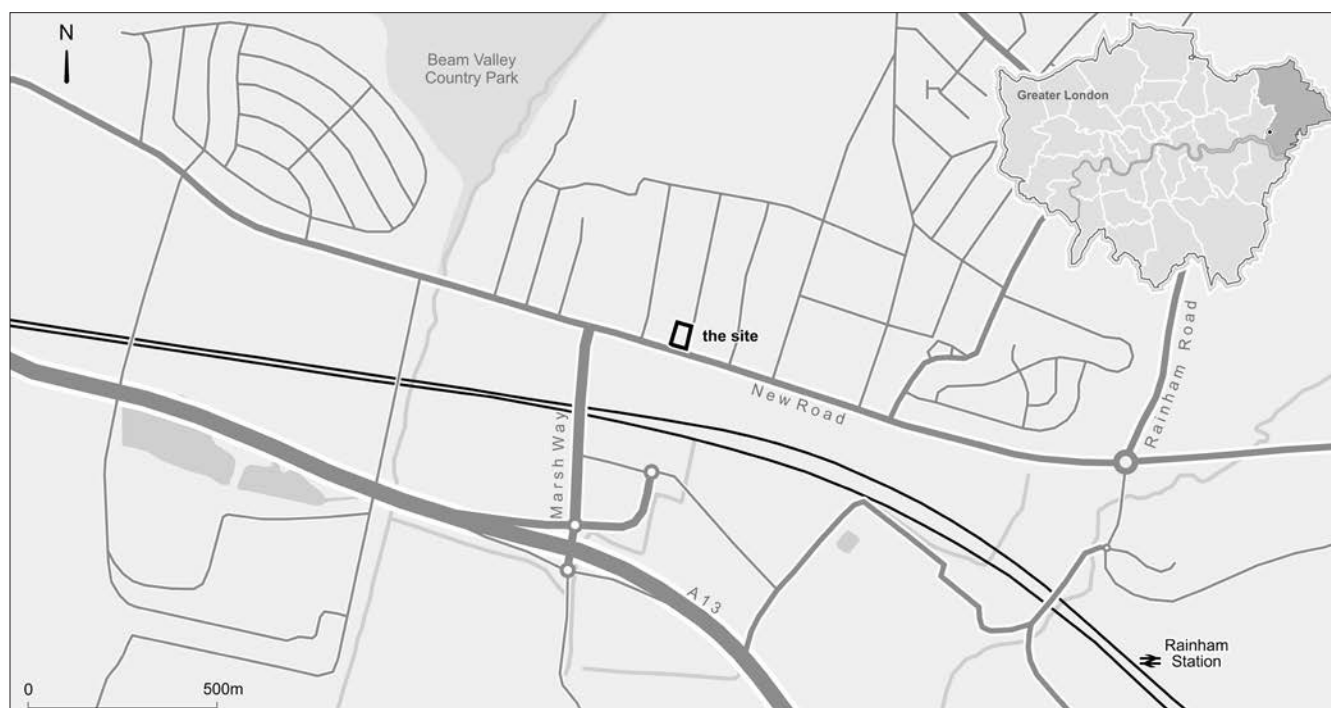 N
Beam Valley
Country Park
Greater London
the site
New Road
Rainham Road
Marsh Way
A13
Rainham
Station
0
500m